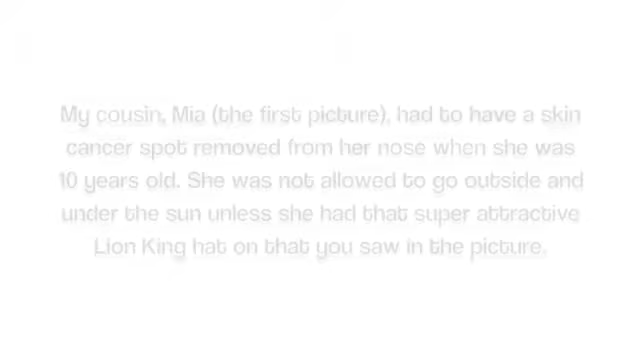 My cousin, Mia (the first picture), had to have a skin
cancer spot removed from her nose when she was
10 years old. She was not allowed to go outside and
under the sun unless she had that super attractive
Lion King hat on that you saw in the picture.